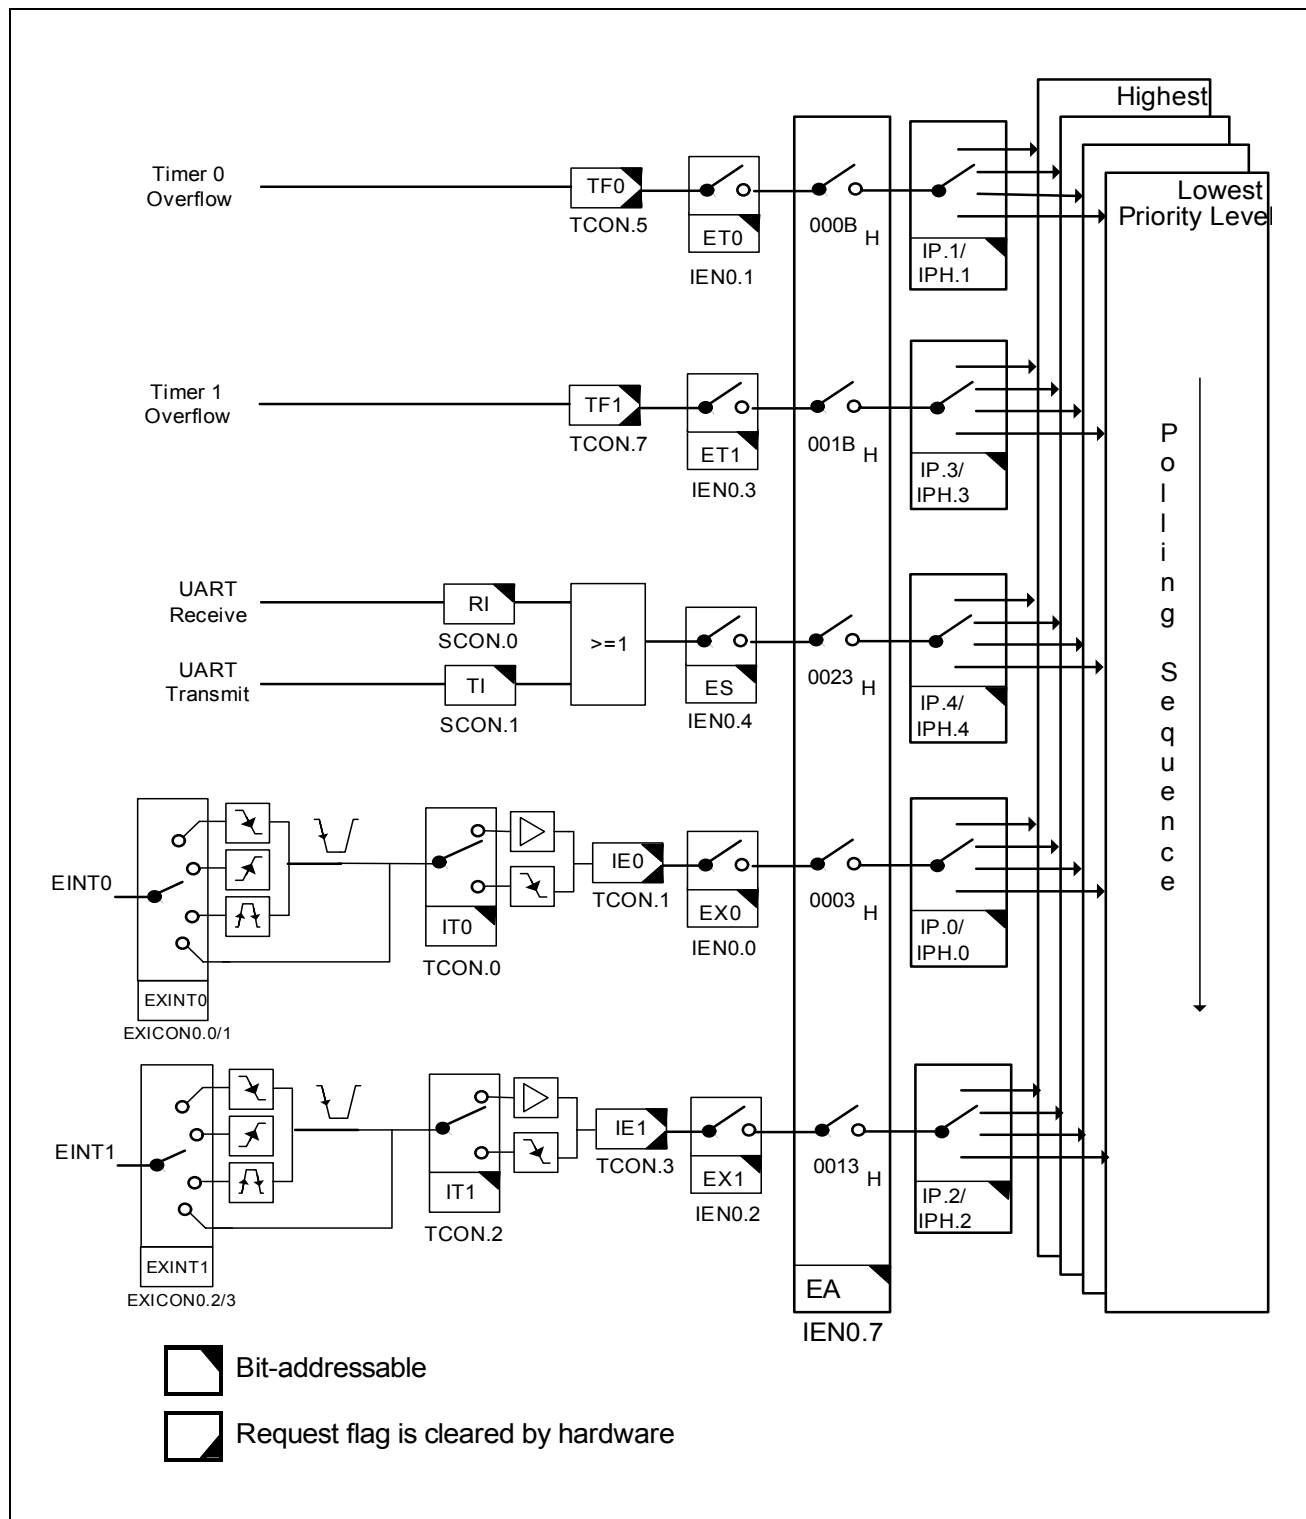 Highest
Lowest
Priority Level
Timer 0
Overflow
TF0
TCON.5
ET0
IEN0.1
000B H
IP.1/
IPH.1
Timer 1
Overflow
TF1
TCON.7
ET1
IEN0.3
001B H
IP.3/
IPH.3
Polling Sequence
UART
Receive
RI
SCON.0
UART
Transmit
TI
SCON.1
>=1
ES
IEN0.4
0023 H
IP.4/
IPH.4
EINT0
EXINT0
EXICON0.0/1
IT0
TCON.0
IE0
TCON.1
EX0
IEN0.0
0003 H
IP.0/
IPH.0
EINT1
EXINT1
EXICON0.2/3
IT1
TCON.2
IE1
TCON.3
EX1
IEN0.2
0013 H
IP.2/
IPH.2
EA
IEN0.7
Bit-addressable
Request flag is cleared by hardware